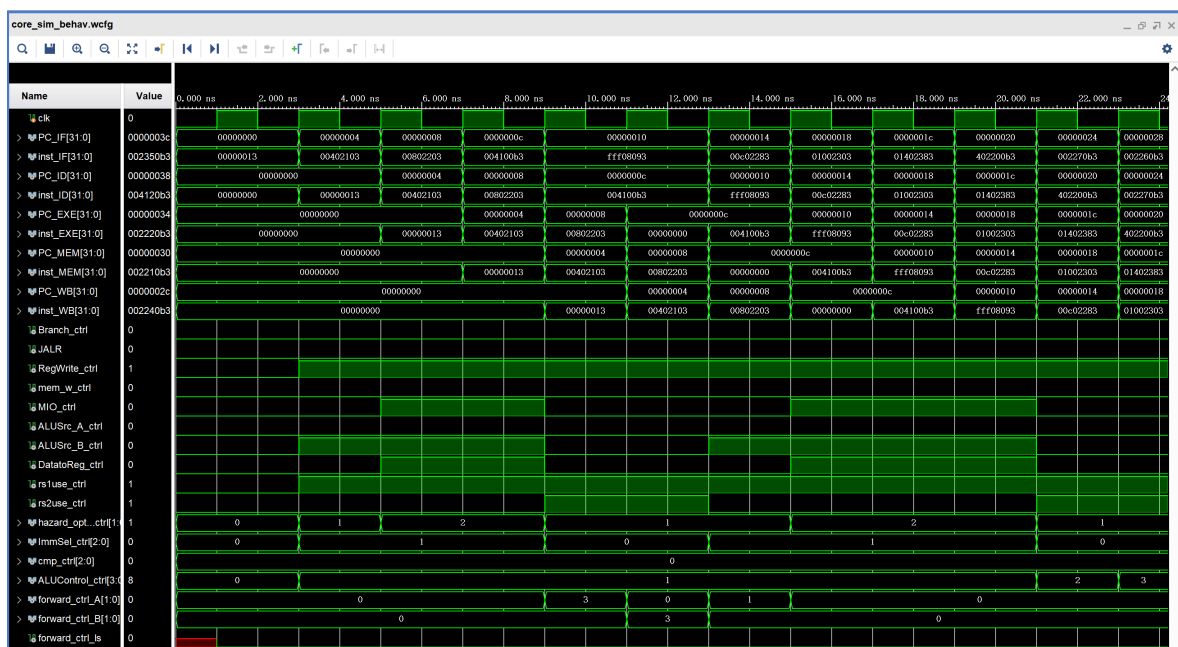 core_sim_behav.wcfg
Name Value 0.000 ns 2.000 ns 4.000 ns 6.000 ns 8.000 ns 10.000 ns 12.000 ns 14.000 ns 16.000 ns 18.000 ns 20.000 ns 22.000 ns 24
clk 0
PC_IF[31:0] 0000003c 00000000 00000004 00000008 0000000c 00000010 00000014 00000018 0000001c 00000020 00000024 00000028
inst_IF[31:0] 002350b3 00000013 00402103 00802203 004100b3 fff08093 00c02283 01002303 01402383 402200b3 002270b3 002260b3
PC_ID[31:0] 00000038 00000000 00000004 00000008 0000000c 00000010 00000014 00000018 0000001c 00000020 00000024
inst_ID[31:0] 004120b3 00000000 00000013 00402103 00802203 004100b3 fff08093 00c02283 01002303 01402383 402200b3 002270b3
PC_EXE[31:0] 00000034 00000000 00000004 00000008 0000000c 00000010 00000014 00000018 0000001c 00000020
inst_EXE[31:0] 002220b3 00000000 00000013 00402103 00802203 00000000 004100b3 fff08093 00c02283 01002303 01402383 402200b3
PC_MEM[31:0] 00000030 00000000 00000004 00000008 0000000c 00000010 00000014 00000018 0000001c
inst_MEM[31:0] 002210b3 00000000 00000013 00402103 00802203 00000000 004100b3 fff08093 00c02283 01002303 01402383
PC_WB[31:0] 0000002c 00000000 00000004 00000008 0000000c 00000010 00000014 00000018
inst_WB[31:0] 002240b3 00000000 00000013 00402103 00802203 00000000 004100b3 fff08093 00c02283 01002303
Branch_ctrl 0
JALR 0
RegWrite_ctrl 1
mem_w_ctrl 0
MIO_ctrl 0
ALUSrc_A_ctrl 0
ALUSrc_B_ctrl 0
DatatoReg_ctrl 0
rs1use_ctrl 1
rs2use_ctrl 1
hazard_opt...ctrl[1:0 1 0 1 2 1 2 1
ImmSel_ctrl[2:0] 0 0 1 0 1 0
cmp_ctrl[2:0] 0 0
ALUControl_ctrl[3:0 8 0 1 2 3
forward_ctrl_A[1:0] 0 0 3 0 1 0
forward_ctrl_B[1:0] 0 0 3 0
forward_ctrl_ls 0